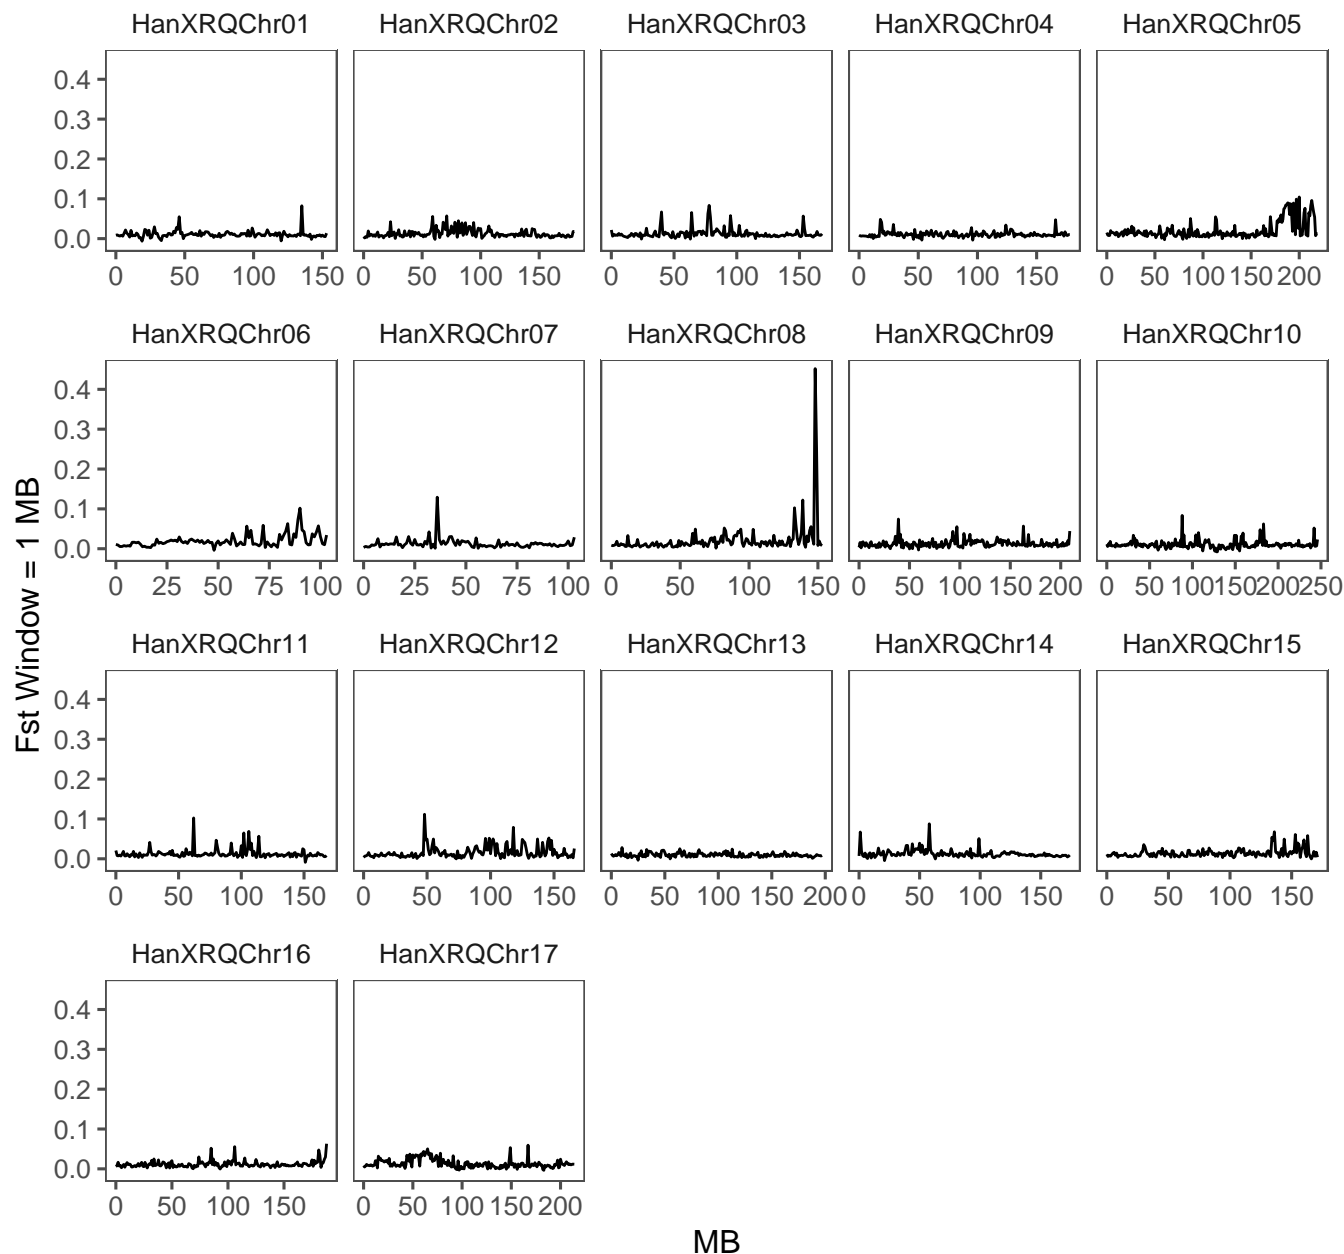 HanXRQChr01 HanXRQChr02 HanXRQChr03 HanXRQChr04 HanXRQChr05
0.4
0.3
0.2
0.1
0.0
0 50 100 150 0 50 100 150 0 50 100 150 0 50 100 150 0 50 100 150 200
HanXRQChr06 HanXRQChr07 HanXRQChr08 HanXRQChr09 HanXRQChr10
0.4
0.3
0.2
0.1
0.0
0 25 50 75 100 0 25 50 75 100 0 50 100 150 0 50 100 150 200 0 50 100 150 200 250
Fst Window = 1 MB
HanXRQChr11 HanXRQChr12 HanXRQChr13 HanXRQChr14 HanXRQChr15
0.4
0.3
0.2
0.1
0.0
0 50 100 150 0 50 100 150 0 50 100 150 200 0 50 100 150 0 50 100 150
HanXRQChr16 HanXRQChr17
0.4
0.3
0.2
0.1
0.0
0 50 100 150 0 50 100 150 200
MB